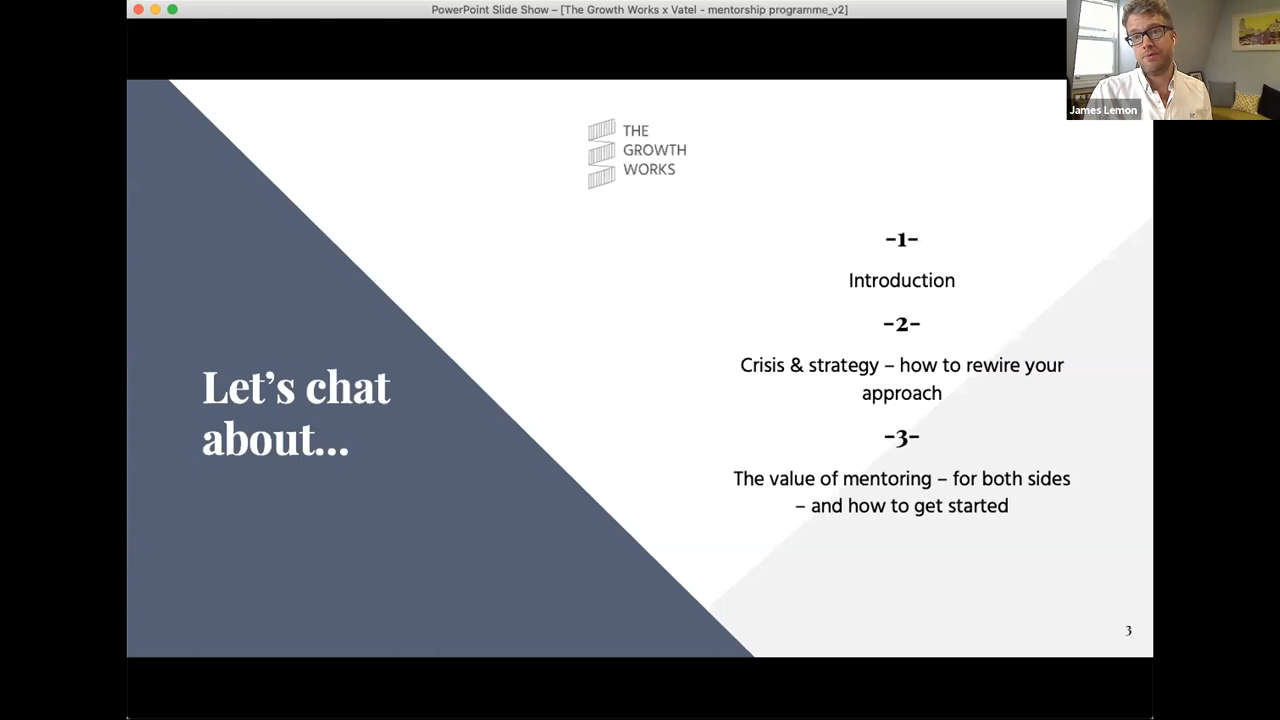 PowerPoint Slide Show – [The Growth Works x Vatel - mentorship programme_v2]
James Lemon
THE
GROWTH
WORKS
Let’s chat
about...
-1-
Introduction
-2-
Crisis & strategy – how to rewire your
approach
-3-
The value of mentoring – for both sides
– and how to get started
3